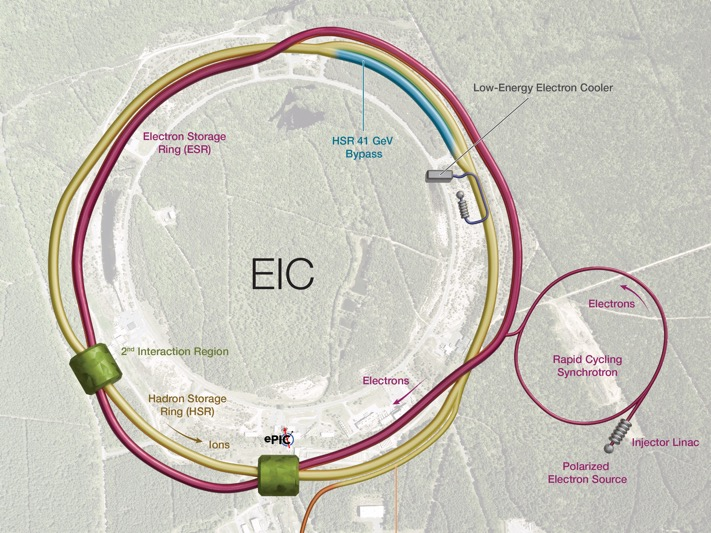 Low-Energy Electron Cooler
Electron Storage
Ring (ESR)
HSR 41 GeV
Bypass
EIC
Electrons
Rapid Cycling
Synchrotron
2nd Interaction Region
Electrons
Hadron Storage
Ring (HSR)
Ions
ePIC
Injector Linac
Polarized
Electron Source